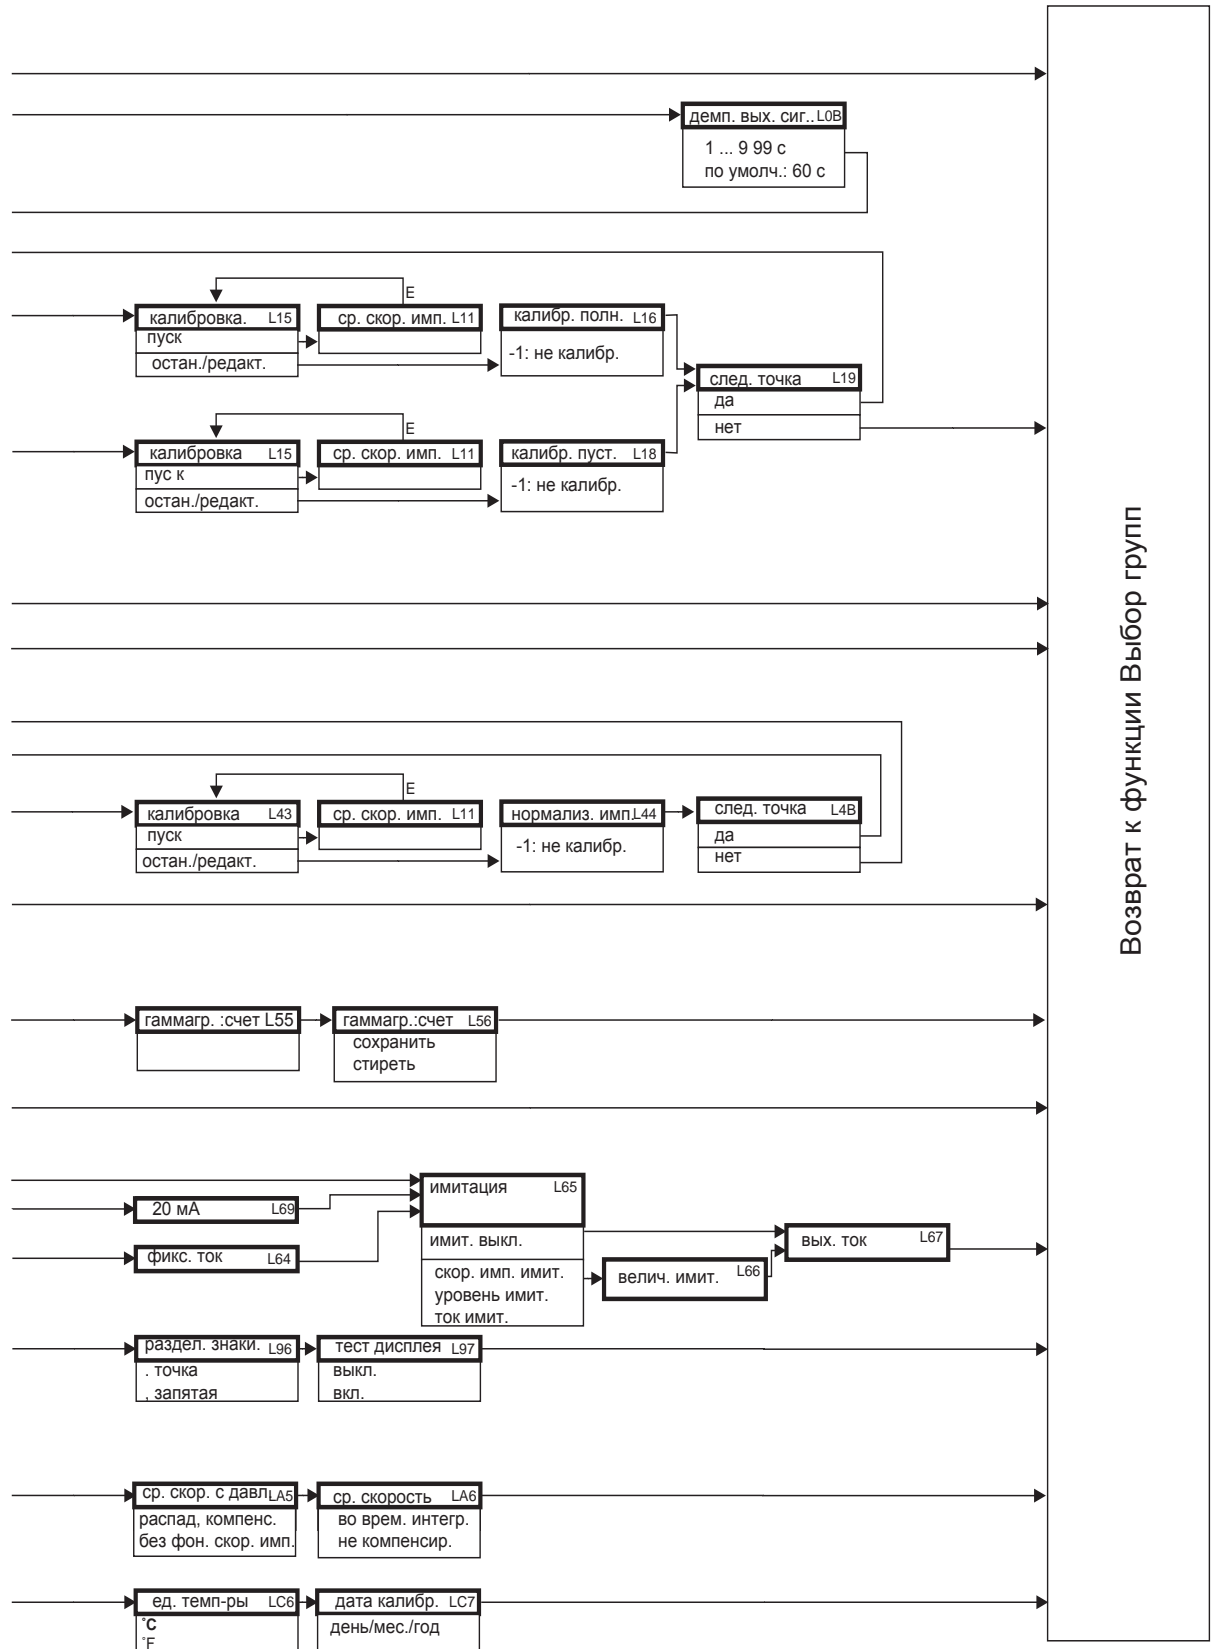 демп. вых. сиг.. L0B
1 ... 9 99 с
по умолч.: 60 с
E
калибровка. L15
пуск
остан./редакт.
ср. скор. имп. L11
калибр. полн. L16
-1: не калибр.
след. точка L19
да
нет
E
калибровка L15
пус к
остан./редакт.
ср. скор. имп. L11
калибр. пуст. L18
-1: не калибр.
E
калибровка L43
пуск
остан./редакт.
ср. скор. имп. L11
нормализ. имп. L44
-1: не калибр.
след. точка L4B
да
нет
гаммагр. :счет L55
гаммагр.:счет L56
сохранить
стиреть
20 мА L69
фикс. ток L64
имитация L65
имит. выкл.
скор. имп. имит.
уровень имит.
ток имит.
велич. имит. L66
вых. ток L67
раздел. знаки. L96
. точка
, запятая
тест дисплея L97
выкл.
вкл.
ср. скор. с давл LA5
распад, компенс.
без фон. скор. имп.
ср. скорость LA6
во врем. интегр.
не компенсир.
ед. темп-ры LC6
°C
°F
дата калибр. LC7
день/мес./год
Возврат к функции Выбор групп